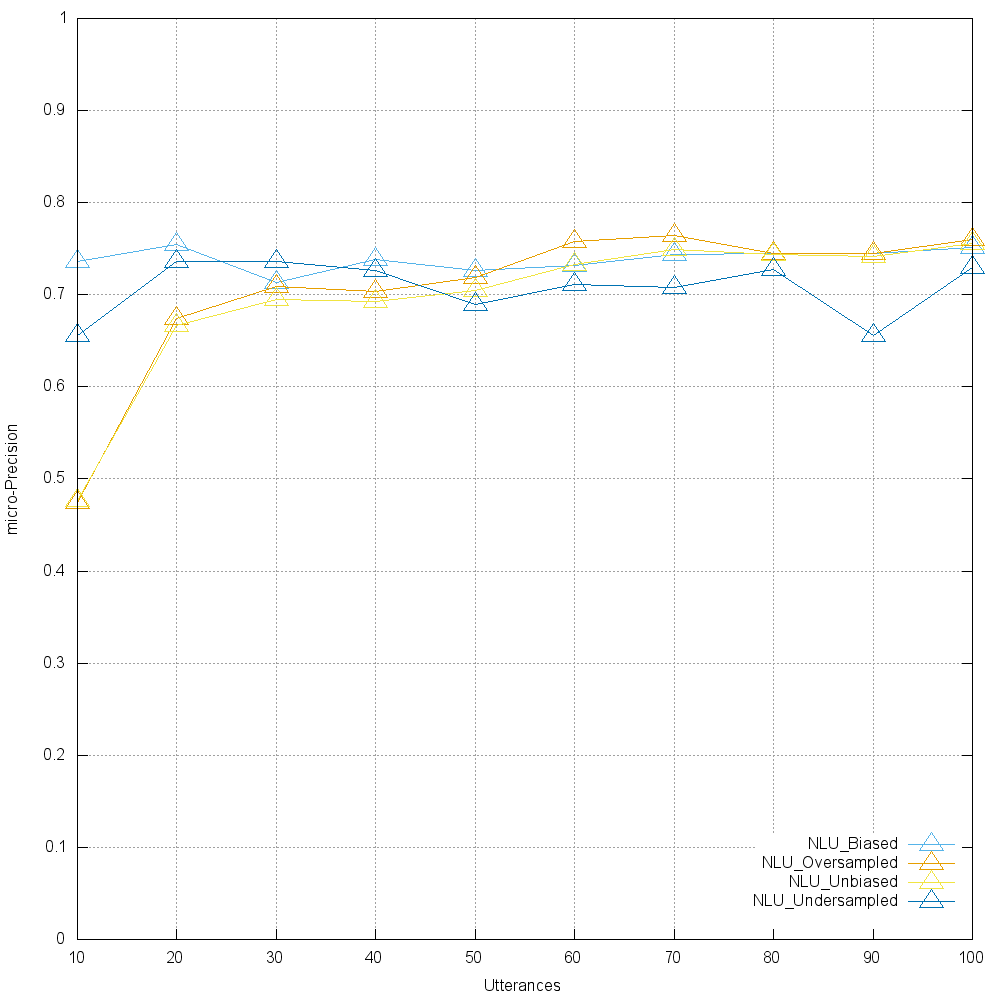 1
0.9
0.8
0.7
0.6
0.5
0.4
0.3
0.2
0.1
0
micro-Precision
10 20 30 40 50 60 70 80 90 100
Utterances
NLU_Biased
NLU_Oversampled
NLU_Unbiased
NLU_Undersampled